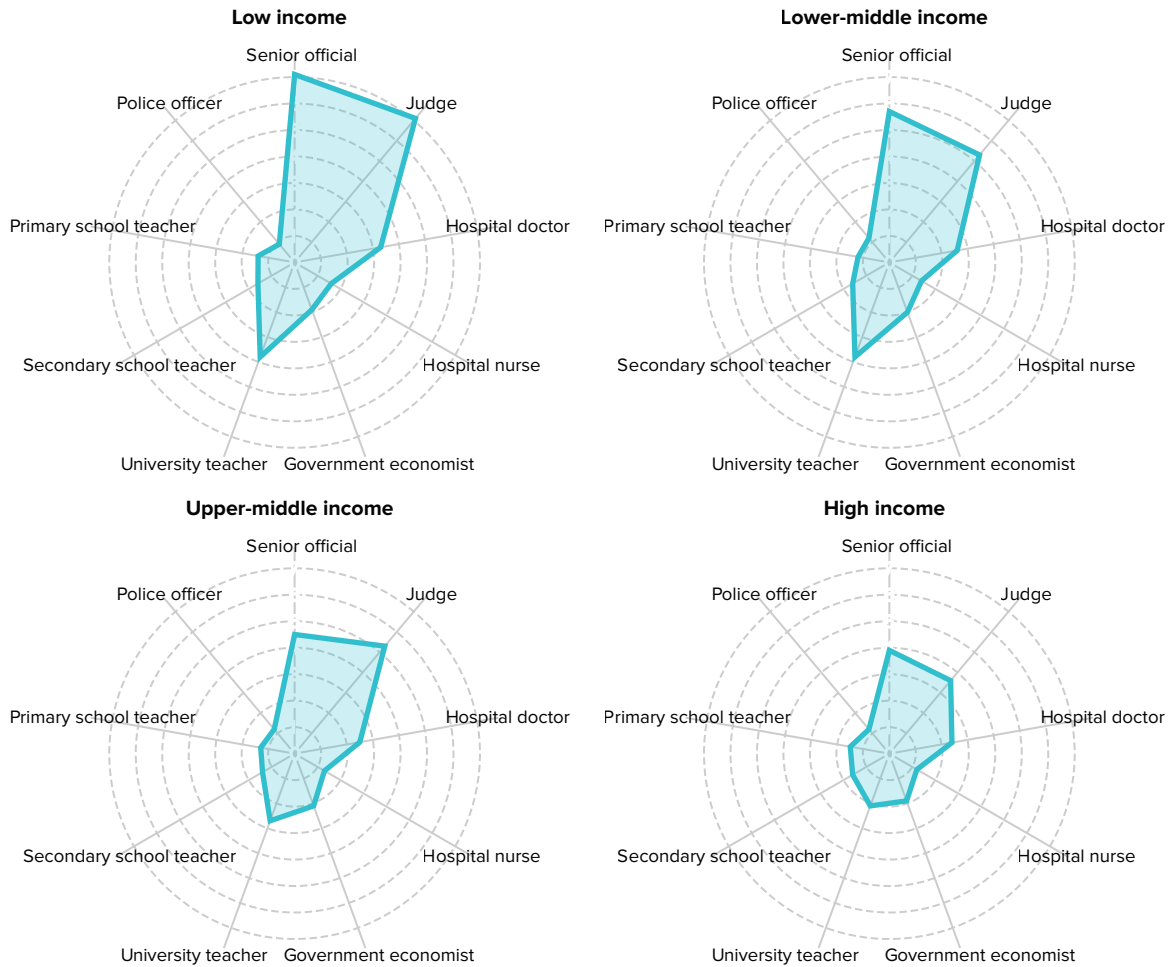 Low income
Senior official
Police officer
Judge
Primary school teacher
Hospital doctor
Secondary school teacher
Hospital nurse
University teacher
Government economist
Lower-middle income
Senior official
Police officer
Judge
Primary school teacher
Hospital doctor
Secondary school teacher
Hospital nurse
University teacher
Government economist
Upper-middle income
Senior official
Police officer
Judge
Primary school teacher
Hospital doctor
Secondary school teacher
Hospital nurse
University teacher
Government economist
High income
Senior official
Police officer
Judge
Primary school teacher
Hospital doctor
Secondary school teacher
Hospital nurse
University teacher
Government economist